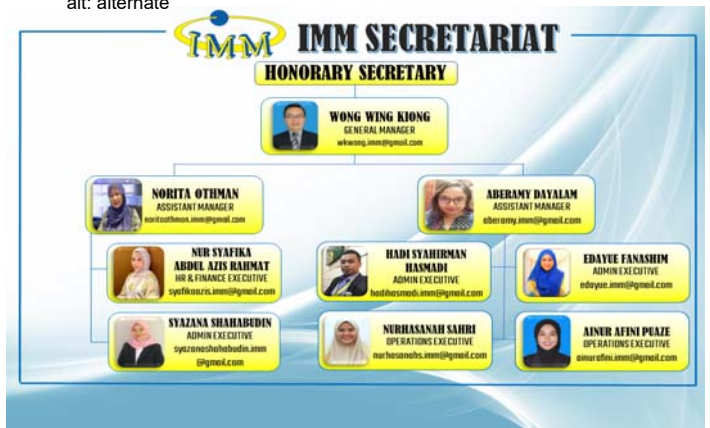 alt: alternate
IMM
IMM SECRETARIAT
HONORARY SECRETARY
WONG WING KIONG
GENERAL MANAGER
wkwong.imm@gmail.com
NORITA OTHMAN
ASSISTANT MANAGER
noritaothman.imm@gmail.com
ABERAMY DAYALAM
ASSISTANT MANAGER
aberamy.imm@gmail.com
NUR SYAFIKA
ABDUL AZIS RAHMAT
HR & FINANCE EXECUTIVE
syafikaazis.imm@gmail.com
HADI SYAHIRMAN
HASMADI
ADMIN EXECUTIVE
hadihasmadi.imm@gmail.com
EDAYUE FANASHIM
ADMIN EXECUTIVE
edayue.imm@gmail.com
SYAZANA SHAHABUDIN
ADMIN EXECUTIVE
syazanashahabudin.imm
@gmail.com
NURHASANAH SAHRI
OPERATIONS EXECUTIVE
nurhasanahs.imm@gmail.com
AINUR AFINI PUAZE
OPERATIONS EXECUTIVE
ainurafini.imm@gmail.com